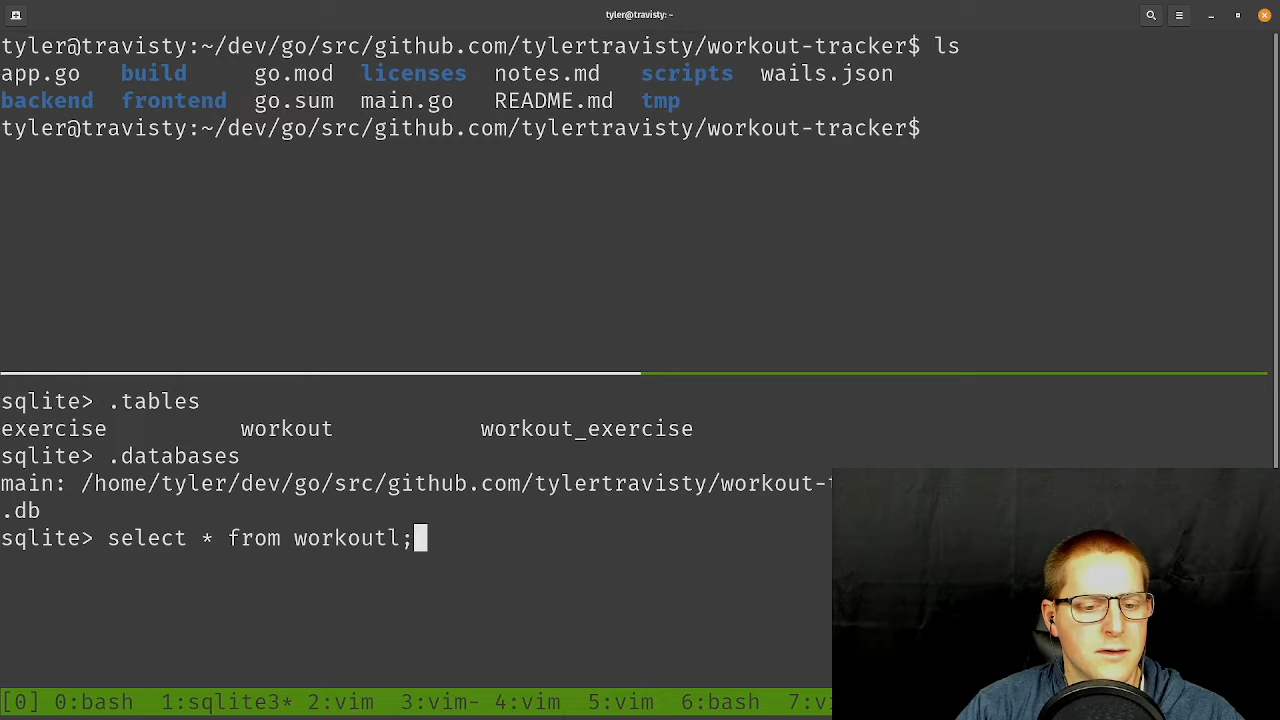 tyler@travisty: ~
tyler@travisty:~/dev/go/src/github.com/tylertravisty/workout-tracker$ ls
app.go build go.mod licenses notes.md scripts wails.json
backend frontend go.sum main.go README.md tmp
tyler@travisty:~/dev/go/src/github.com/tylertravisty/workout-tracker$
sqlite> .tables
exercise workout workout_exercise
sqlite> .databases
main: /home/tyler/dev/go/src/github.com/tylertravisty/workout-
.db
sqlite> select * from workoutl;
[0] 0:bash 1:sqlite3* 2:vim 3:vim- 4:vim 5:vim 6:bash 7:vi